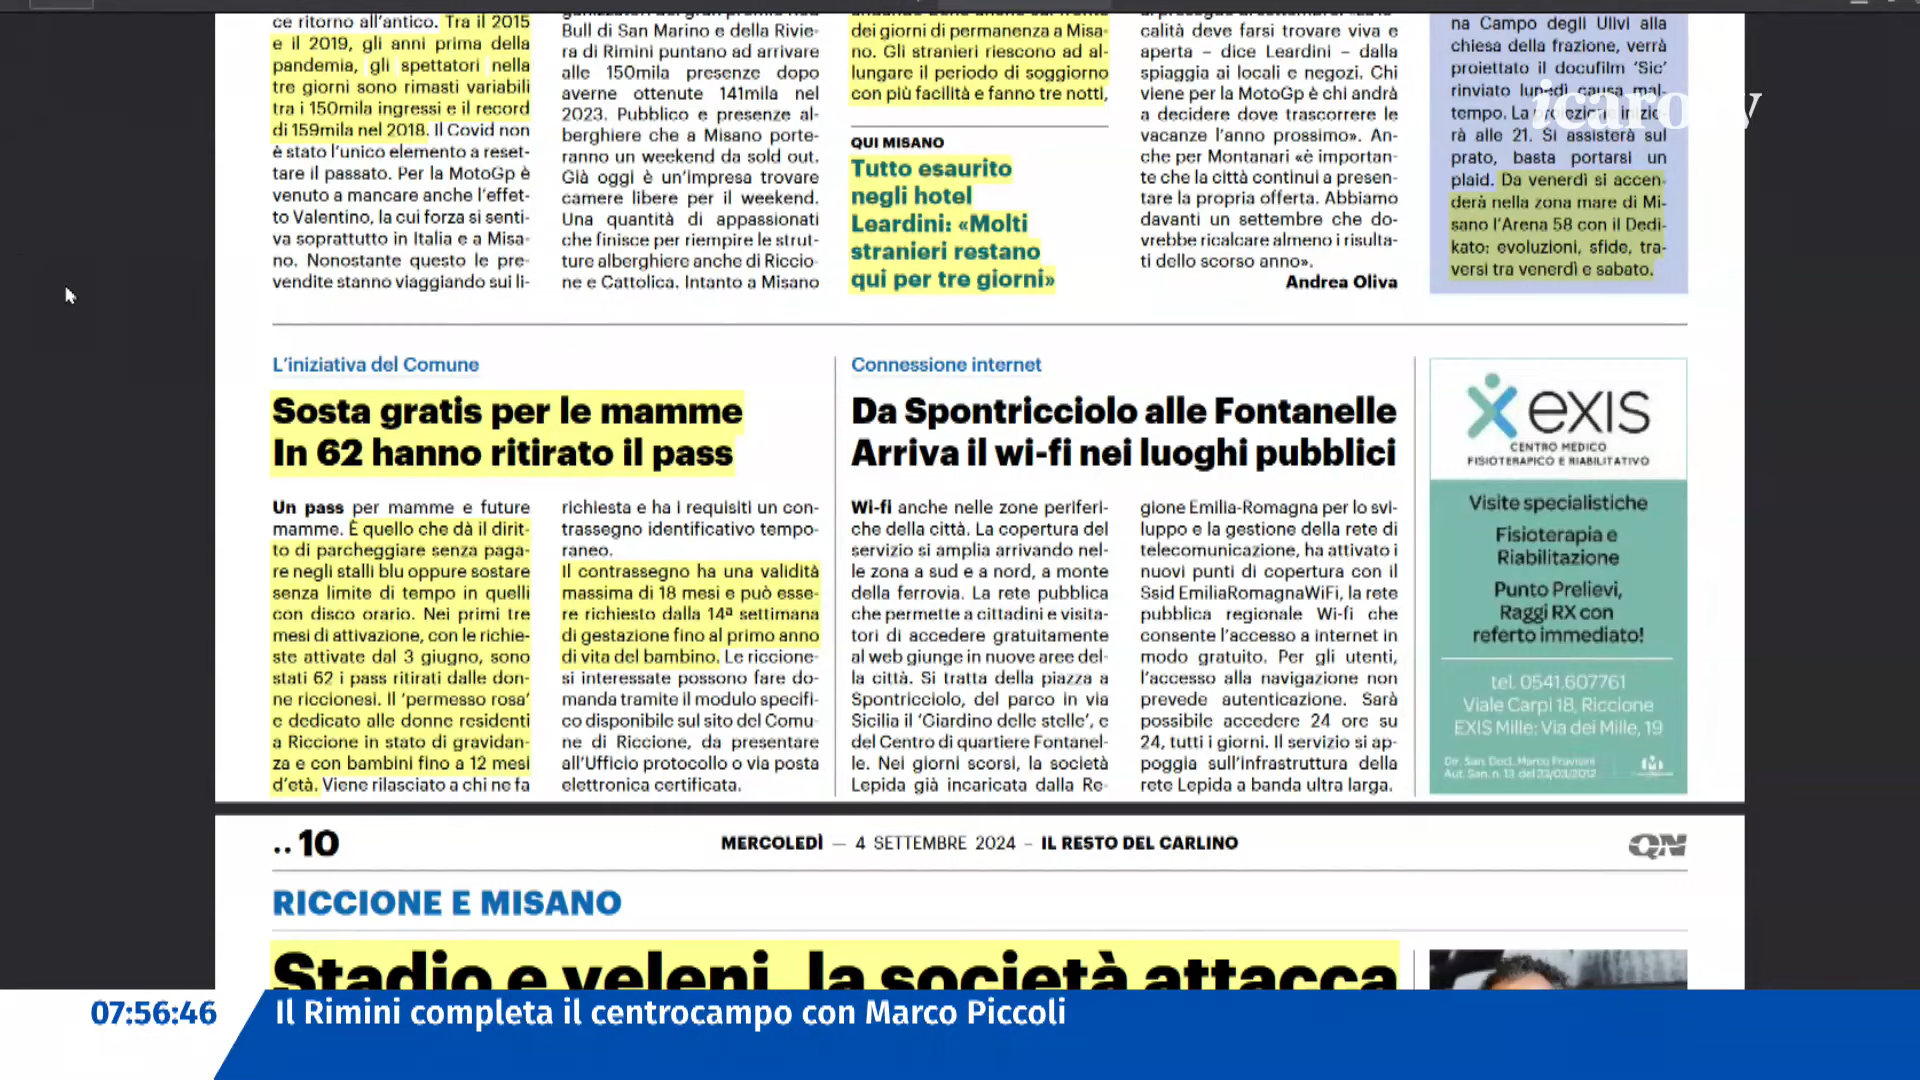 ce ritorno all'antico. Tra il 2015
e il 2019, gli anni prima della
pandemia, gli spettatori nella
tre giorni sono rimasti variabili
tra i 150mila ingressi e il record
di 159mila nel 2018. Il Covid non
è stato l'unico elemento a reset-
tare il passato. Per la MotoGp è
venuto a mancare anche l'effet-
to Valentino, la cui forza si senti-
va soprattutto in Italia e a Misa-
no. Nonostante questo le pre-
vendite stanno viaggiando sui li-
Bull di San Marino e della Rivie-
ra di Rimini puntano ad arrivare
alle 150mila presenze dopo
averne ottenute 141mila nel
2023. Pubblico e presenze al-
berghiere che a Misano porte-
ranno un weekend da sold out.
Già oggi è un'impresa trovare
camere libere per il weekend.
Una quantità di appassionati
che finisce per riempire le strut-
ture alberghiere anche di Riccio-
ne e Cattolica. Intanto a Misano
dei giorni di permanenza a Misa-
no. Gli stranieri riescono ad al-
lungare il periodo di soggiorno
con più facilità e fanno tre notti,
QUI MISANO
Tutto esaurito
negli hotel
Leardini: «Molti
stranieri restano
qui per tre giorni»
calità deve farsi trovare viva e
aperta – dice Leardini – dalla
spiaggia ai locali e negozi. Chi
viene per la MotoGp è chi andrà
a decidere dove trascorrere le
vacanze l'anno prossimo». An-
che per Montanari «è importan-
te che la città continui a presen-
tare la propria offerta. Abbiamo
davanti un settembre che do-
vrebbe ricalcare almeno i risulta-
ti dello scorso anno».
Andrea Oliva
na Campo degli Ulivi alla
chiesa della frazione, verrà
proiettato il docufilm 'Sic'
rinviato lunedì causa mal-
tempo. La proiezione inizie-
rà alle 21. Si assisterà sul
prato, basta portarsi un
plaid. Da venerdì si accen-
derà nella zona mare di Mi-
sano l'Arena 58 con il Dedi-
kato: evoluzioni, sfide, tra-
versi tra venerdì e sabato.
icaro tv
L'iniziativa del Comune
Sosta gratis per le mamme
In 62 hanno ritirato il pass
Un pass per mamme e future
mamme. È quello che dà il dirit-
to di parcheggiare senza paga-
re negli stalli blu oppure sostare
senza limite di tempo in quelli
con disco orario. Nei primi tre
mesi di attivazione, con le richie-
ste attivate dal 3 giugno, sono
stati 62 i pass ritirati dalle don-
ne riccionesi. Il 'permesso rosa'
è dedicato alle donne residenti
a Riccione in stato di gravidan-
za e con bambini fino a 12 mesi
d'età. Viene rilasciato a chi ne fa
richiesta e ha i requisiti un con-
trassegno identificativo tempo-
raneo.
Il contrassegno ha una validità
massima di 18 mesi e può esse-
re richiesto dalla 14ª settimana
di gestazione fino al primo anno
di vita del bambino. Le riccione-
si interessate possono fare do-
manda tramite il modulo specifi-
co disponibile sul sito del Comu-
ne di Riccione, da presentare
all'Ufficio protocollo o via posta
elettronica certificata.
Connessione internet
Da Spontricciolo alle Fontanelle
Arriva il wi-fi nei luoghi pubblici
Wi-fi anche nelle zone periferi-
che della città. La copertura del
servizio si amplia arrivando nel-
le zona a sud e a nord, a monte
della ferrovia. La rete pubblica
che permette a cittadini e visita-
tori di accedere gratuitamente
al web giunge in nuove aree del-
la città. Si tratta della piazza a
Spontricciolo, del parco in via
Sicilia il 'Giardino delle stelle', e
del Centro di quartiere Fontanel-
le. Nei giorni scorsi, la società
Lepida già incaricata dalla Re-
gione Emilia-Romagna per lo svi-
luppo e la gestione della rete di
telecomunicazione, ha attivato i
nuovi punti di copertura con il
Ssid EmiliaRomagnaWiFi, la rete
pubblica regionale Wi-fi che
consente l'accesso a internet in
modo gratuito. Per gli utenti,
l'accesso alla navigazione non
prevede autenticazione. Sarà
possibile accedere 24 ore su
24, tutti i giorni. Il servizio si ap-
poggia sull'infrastruttura della
rete Lepida a banda ultra larga.
exis
CENTRO MEDICO
FISIOTERAPICO E RIABILITATIVO
Visite specialistiche
Fisioterapia e
Riabilitazione
Punto Prelievi,
Raggi RX con
referto immediato!
tel. 0541.607761
Viale Carpi 18, Riccione
EXIS Mille: Via dei Mille, 19
Aut. San. n. 13 del 23/03/2012
..10
MERCOLEDÌ — 4 SETTEMBRE 2024 – IL RESTO DEL CARLINO
QN
RICCIONE E MISANO
Stadio e veleni, la società attacca
07:56:46
Il Rimini completa il centrocampo con Marco Piccoli